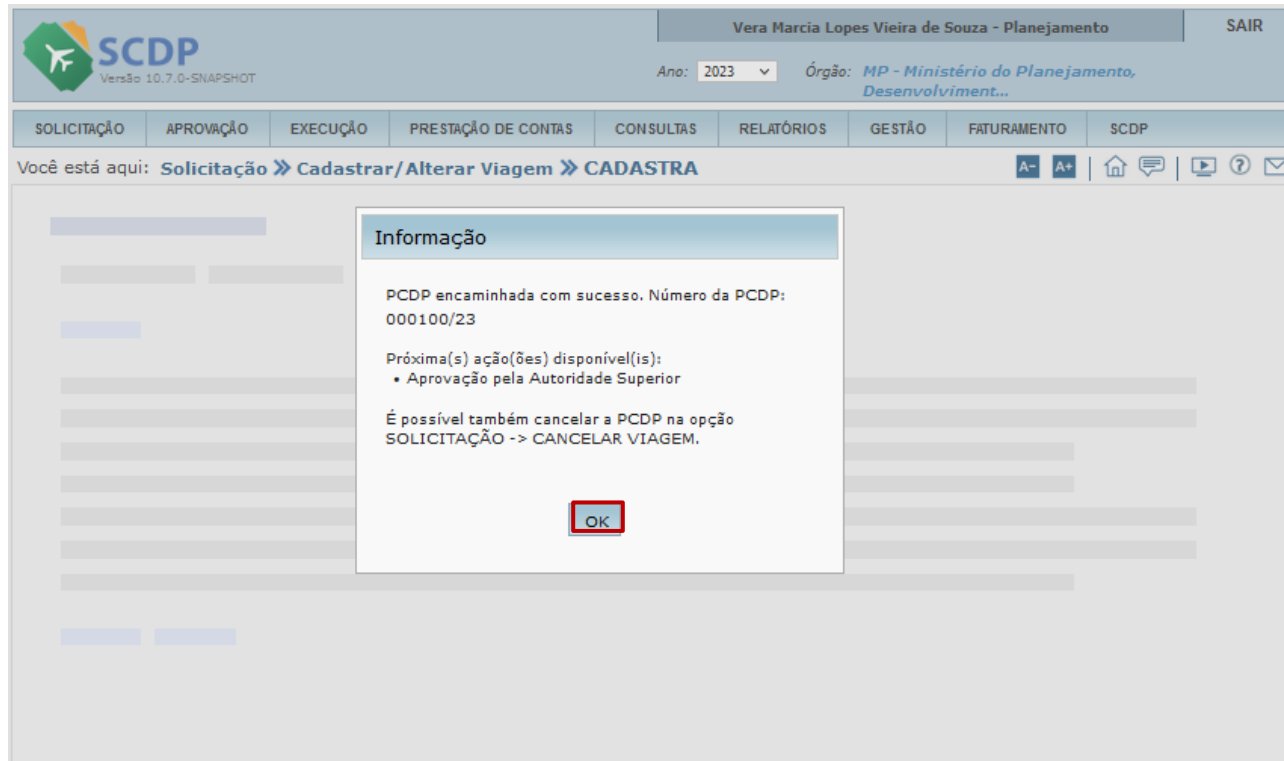 SCDP
Versão 10.7.0-SNAPSHOT
Vera Marcia Lopes Vieira de Souza - Planejamento
SAIR
Ano: 2023
Órgão: MP - Ministério do Planejamento,
Desenvolviment...
SOLICITAÇÃO APROVAÇÃO EXECUÇÃO PRESTAÇÃO DE CONTAS CONSULTAS RELATÓRIOS GESTÃO FATURAMENTO SCDP
Você está aqui: Solicitação » Cadastrar/Alterar Viagem » CADASTRA
A- A+
Informação
PCDP encaminhada com sucesso. Número da PCDP:
000100/23
Próxima(s) ação(ões) disponível(is):
• Aprovação pela Autoridade Superior
É possível também cancelar a PCDP na opção
SOLICITAÇÃO -> CANCELAR VIAGEM.
OK